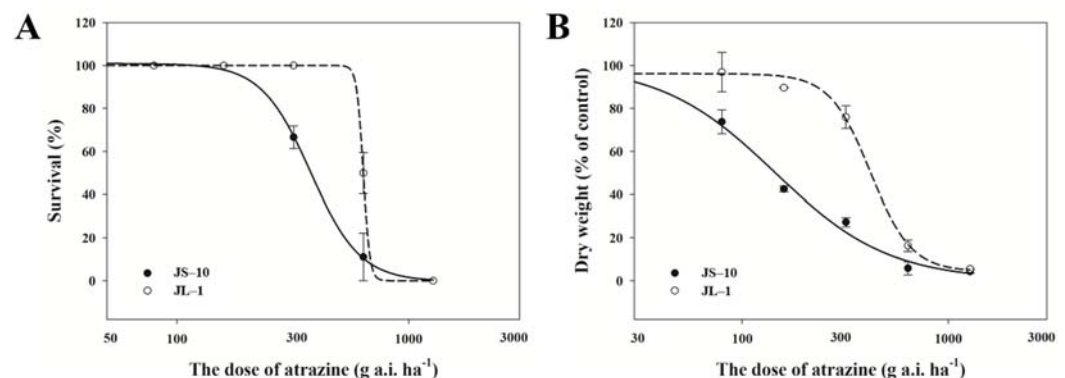 A
120
100
80
60
40
20
0
Survival (%)
JS–10
JL–1
50 100 300 1000 3000
The dose of atrazine (g a.i. ha⁻¹)
B
120
100
80
60
40
20
0
Dry weight (% of control)
JS–10
JL–1
30 100 300 1000 3000
The dose of atrazine (g a.i. ha⁻¹)